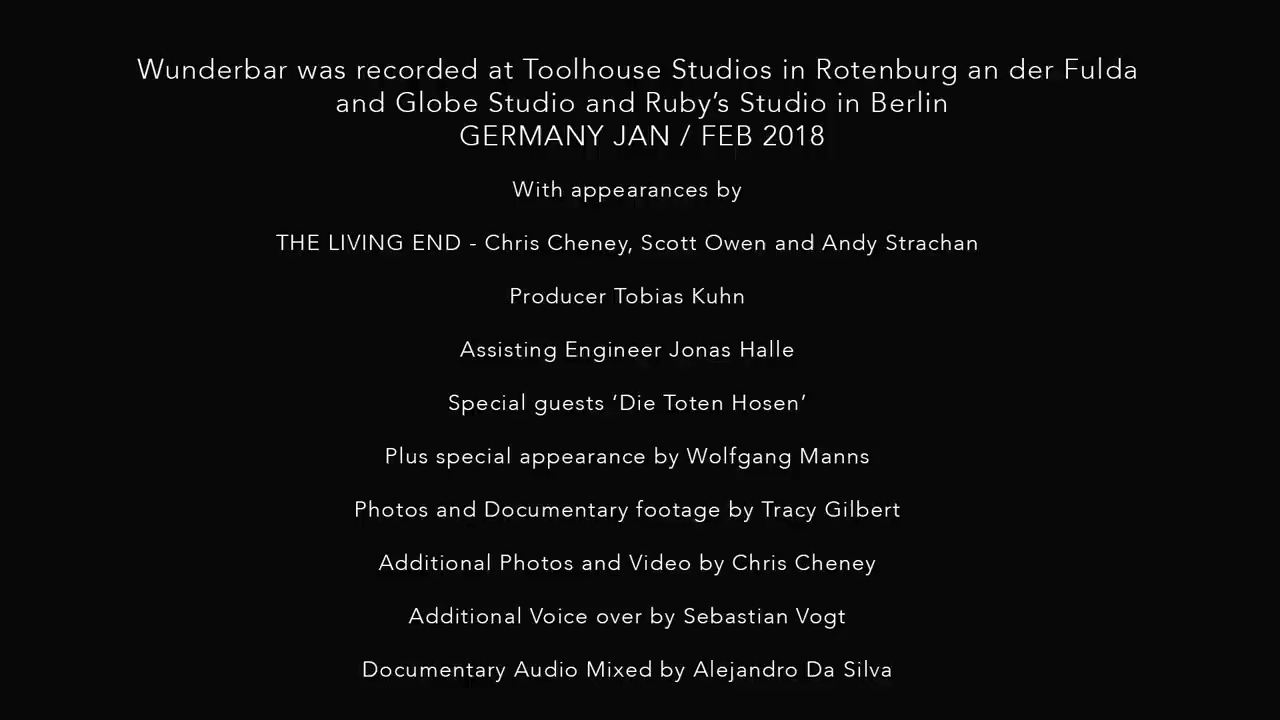 Wunderbar was recorded at Toolhouse Studios in Rotenburg an der Fulda
and Globe Studio and Ruby’s Studio in Berlin
GERMANY JAN / FEB 2018
With appearances by
THE LIVING END - Chris Cheney, Scott Owen and Andy Strachan
Producer Tobias Kuhn
Assisting Engineer Jonas Halle
Special guests ‘Die Toten Hosen’
Plus special appearance by Wolfgang Manns
Photos and Documentary footage by Tracy Gilbert
Additional Photos and Video by Chris Cheney
Additional Voice over by Sebastian Vogt
Documentary Audio Mixed by Alejandro Da Silva